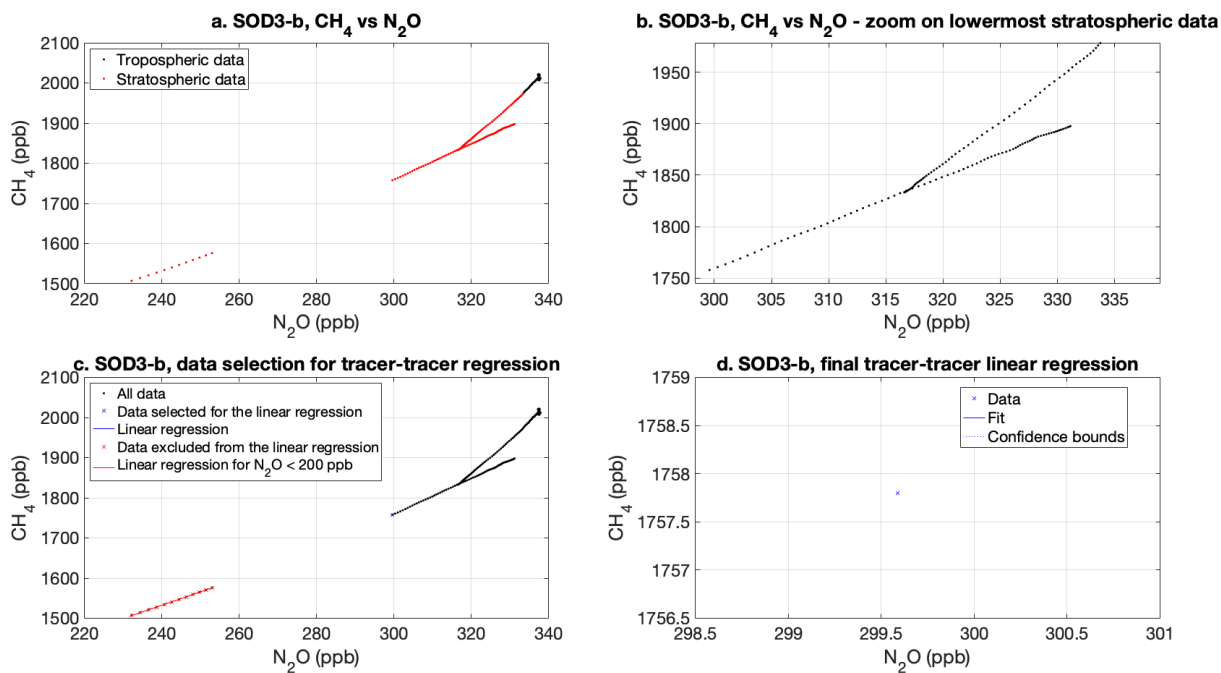 a. SOD3-b, CH4 vs N2O
2100
2000
1900
1800
1700
1600
1500
CH4 (ppb)
Tropospheric data
Stratospheric data
220
240
260
280
300
320
340
N2O (ppb)
b. SOD3-b, CH4 vs N2O - zoom on lowermost stratospheric data
1950
1900
1850
1800
1750
CH4 (ppb)
300
305
310
315
320
325
330
335
N2O (ppb)
c. SOD3-b, data selection for tracer-tracer regression
2100
2000
1900
1800
1700
1600
1500
CH4 (ppb)
All data
Data selected for the linear regression
Linear regression
Data excluded from the linear regression
Linear regression for N2O < 200 ppb
220
240
260
280
300
320
340
N2O (ppb)
d. SOD3-b, final tracer-tracer linear regression
1759
1758.5
1758
1757.5
1757
1756.5
CH4 (ppb)
Data
Fit
Confidence bounds
298.5
299
299.5
300
300.5
301
N2O (ppb)